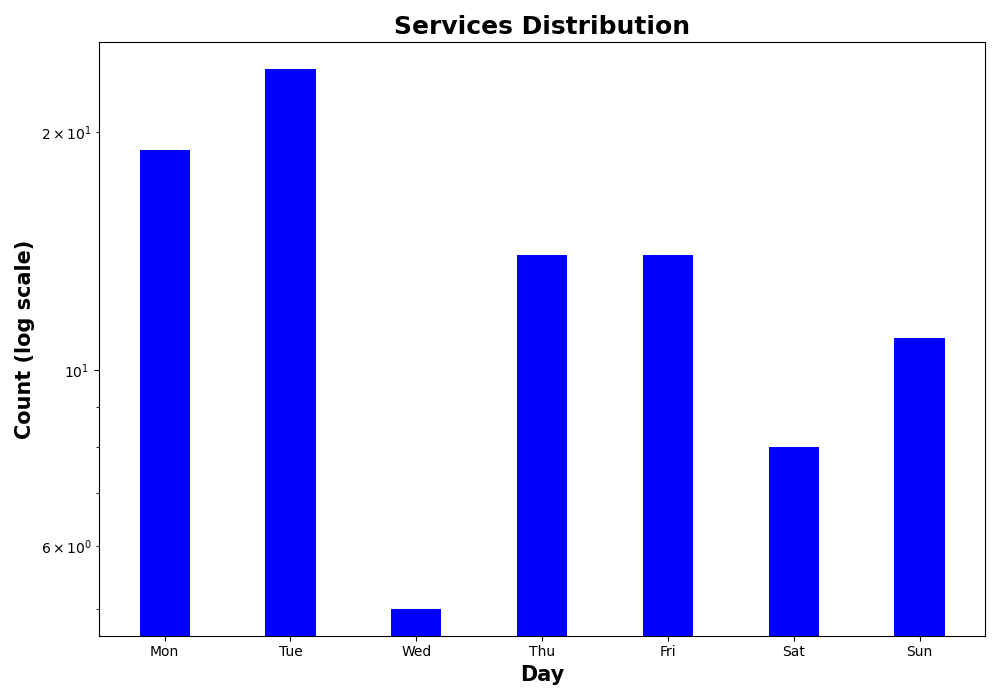 Services Distribution
Count (log scale)
2 × 10¹
10¹
6 × 10⁰
Mon Tue Wed Thu Fri Sat Sun
Day